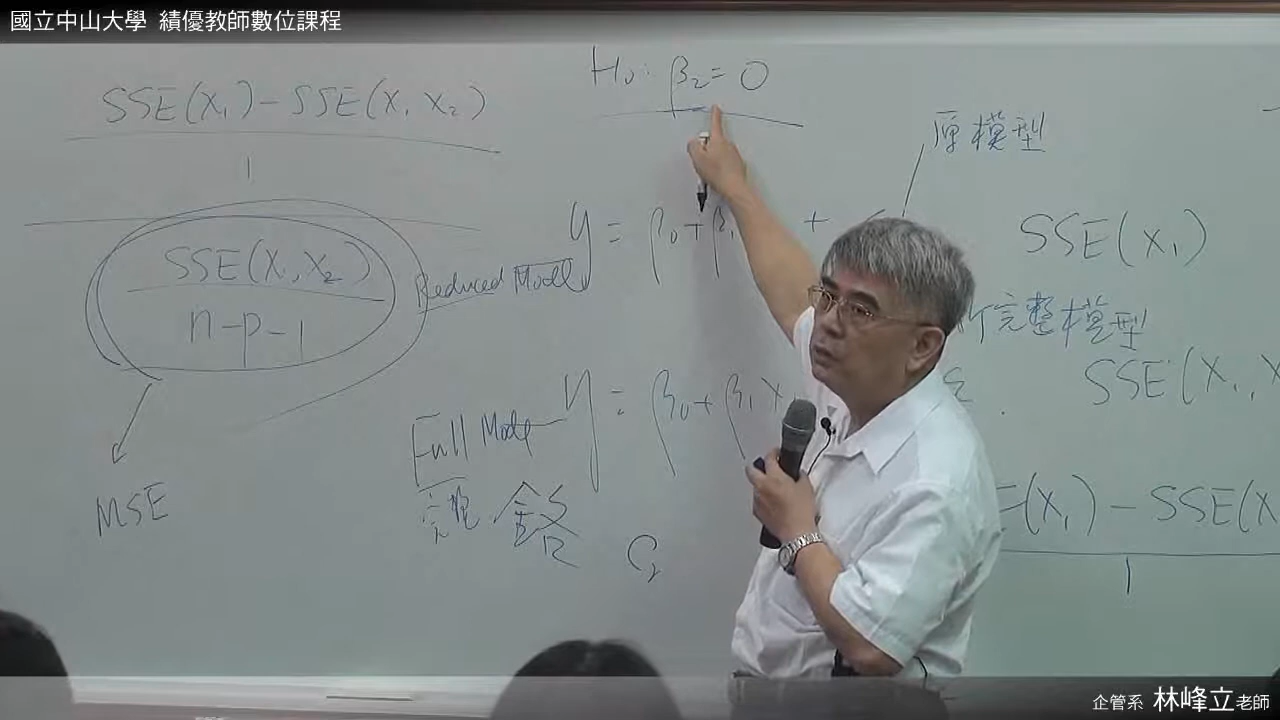 國立中山大學 績優教師數位課程
H₀: β₂ = 0
SSE(X₁) - SSE(X₁ X₂)
1
原模型
y = β₀ + β₁ +
SSE(X₁)
SSE(X₁, X₂)
n-p-1
Reduced Model
完整模型
y = β₀ + β₁ X
SSE(X₁, X
Full Model
MSE
(X₁) - SSE(X
1
企管系 林峰立老師